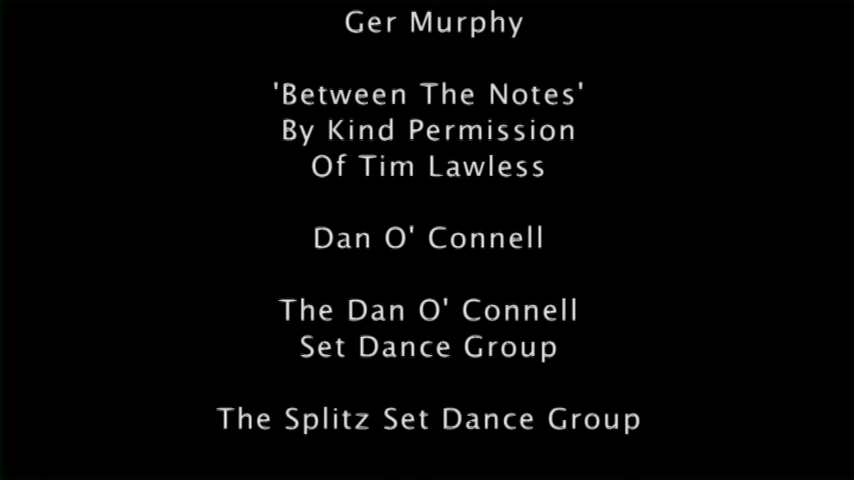 Ger Murphy
'Between The Notes'
By Kind Permission
Of Tim Lawless
Dan O' Connell
The Dan O' Connell
Set Dance Group
The Splitz Set Dance Group